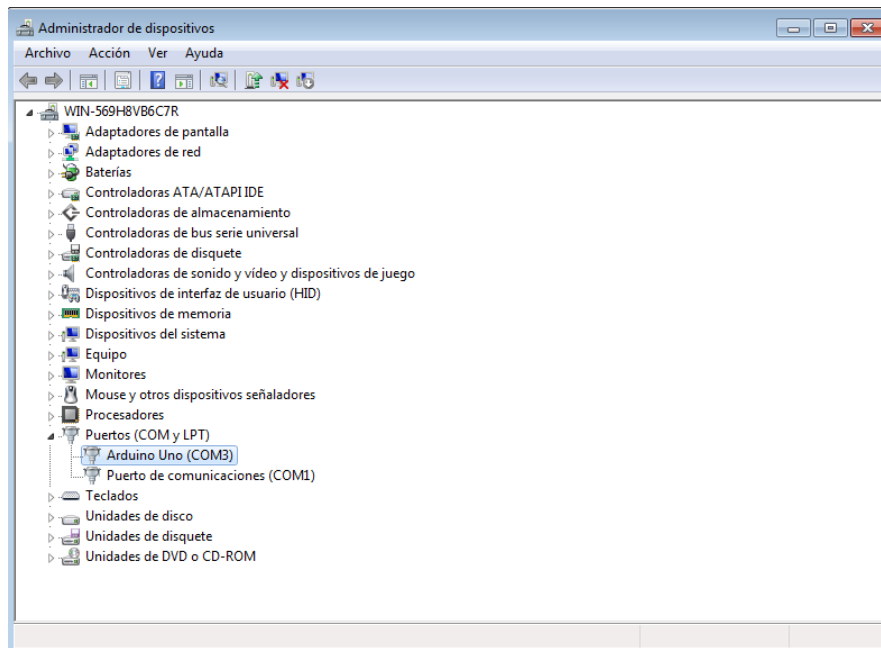 Administrador de dispositivos
Archivo Acción Ver Ayuda
WIN-569H8VB6C7R
Adaptadores de pantalla
Adaptadores de red
Baterías
Controladoras ATA/ATAPI IDE
Controladoras de almacenamiento
Controladoras de bus serie universal
Controladoras de disquete
Controladoras de sonido y vídeo y dispositivos de juego
Dispositivos de interfaz de usuario (HID)
Dispositivos de memoria
Dispositivos del sistema
Equipo
Monitores
Mouse y otros dispositivos señaladores
Procesadores
Puertos (COM y LPT)
Arduino Uno (COM3)
Puerto de comunicaciones (COM1)
Teclados
Unidades de disco
Unidades de disquete
Unidades de DVD o CD-ROM